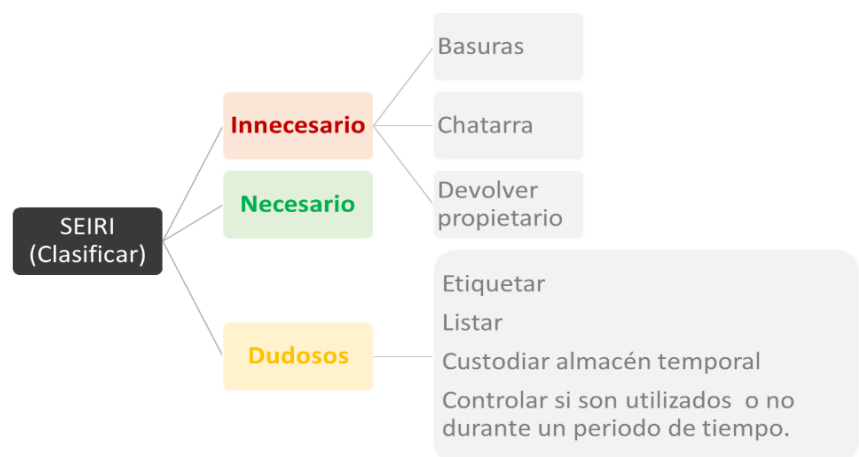 SEIRI
(Clasificar)
Innecesario
Basuras
Chatarra
Devolver
propietario
Necesario
Dudosos
Etiquetar
Listar
Custodiar almacén temporal
Controlar si son utilizados o no
durante un periodo de tiempo.